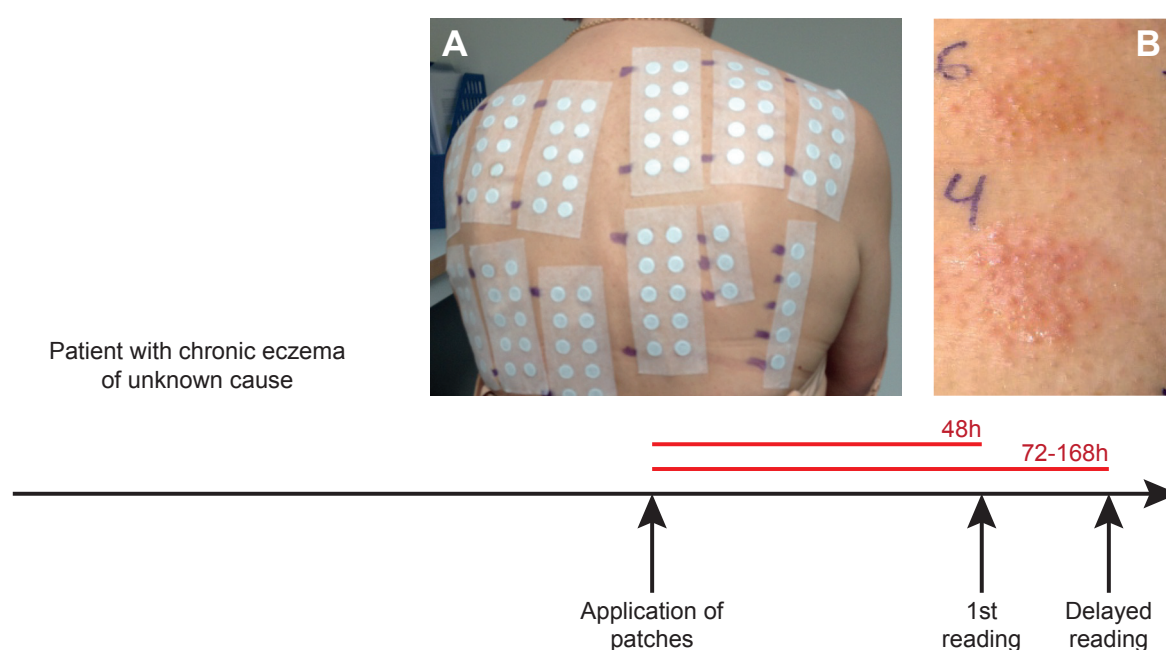 A
B
6
4
Patient with chronic eczema
of unknown cause
48h
72-168h
Application of
patches
1st
reading
Delayed
reading